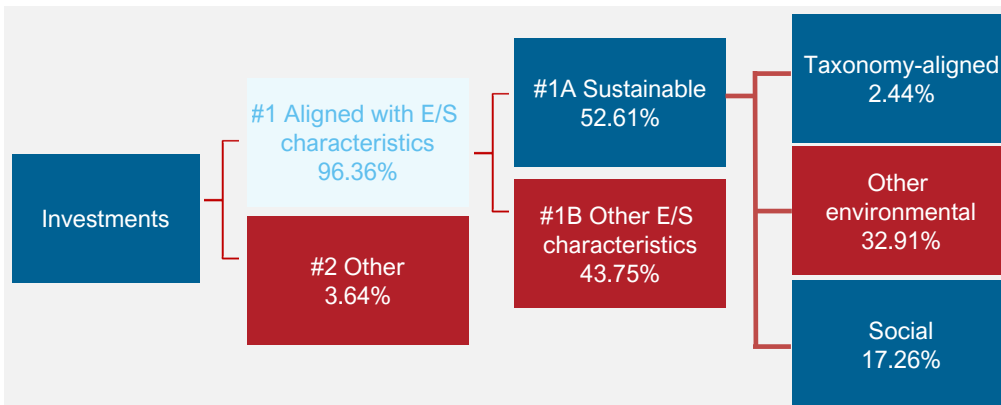 Investments
#1 Aligned with E/S
characteristics
96.36%
#2 Other
3.64%
#1A Sustainable
52.61%
#1B Other E/S
characteristics
43.75%
Taxonomy-aligned
2.44%
Other
environmental
32.91%
Social
17.26%